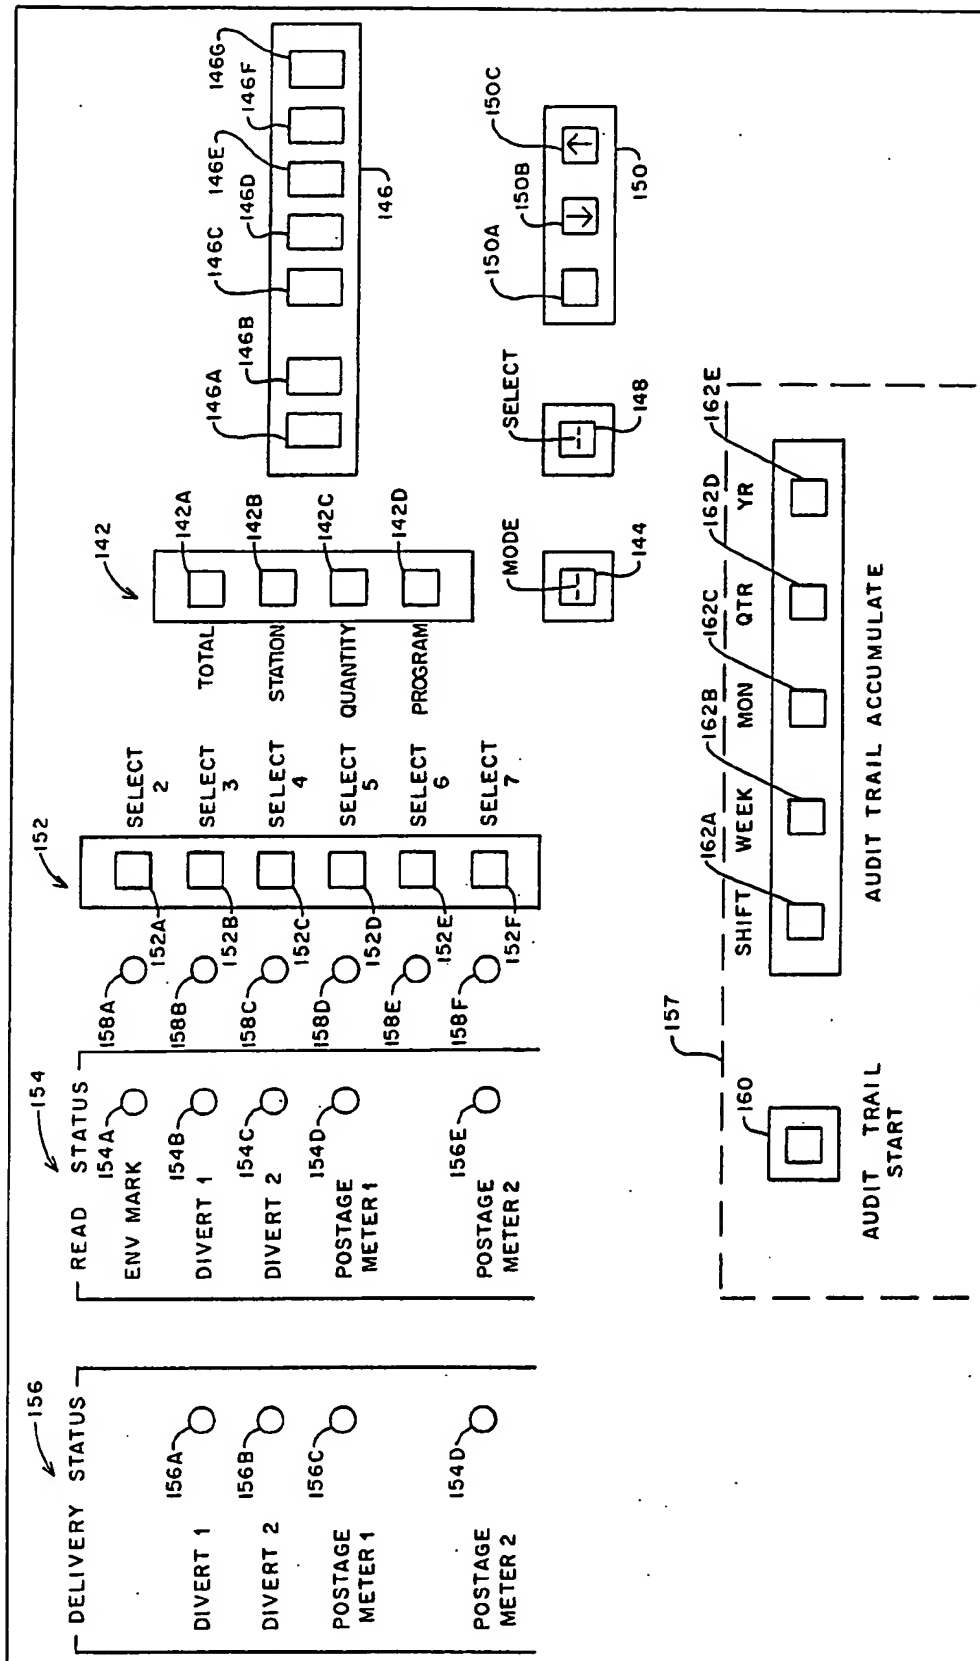 156
DELIVERY STATUS
156A
DIVERT 1
156B
DIVERT 2
156C
POSTAGE
METER 1
154D
POSTAGE
METER 2
154
READ STATUS
154A
ENV MARK
154B
DIVERT 1
154C
DIVERT 2
154D
POSTAGE
METER 1
156E
POSTAGE
METER 2
158A
158B
158C
158D
158E
158F
152
152A
152B
152C
152D
152E
152F
SELECT
2
SELECT
3
SELECT
4
SELECT
5
SELECT
6
SELECT
7
142
TOTAL
142A
STATION
142B
QUANTITY
142C
PROGRAM
142D
146A
146B
146C
146D
146E
146F
146G
146
MODE
144
SELECT
148
150A
150B
150C
150
157
160
AUDIT TRAIL
START
162A
162B
162C
162D
162E
SHIFT WEEK MON QTR YR
AUDIT TRAIL ACCUMULATE